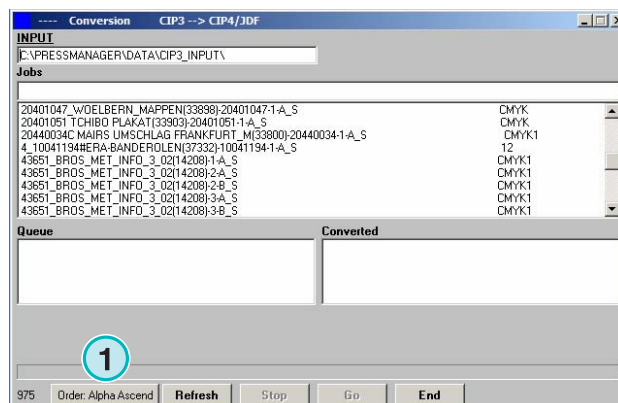 ---- Conversion CIP3 --> CIP4/JDF
INPUT
C:\PRESSMANAGER\DATA\CIP3_INPUT\
Jobs
20401047_WOELBERN_MAPPEN(33898)-20401047-1-A_S CMYK
20401051 TCHIBO PLAKAT(33903)-20401051-1-A_S CMYK
20440034C MAIRS UMSCHLAG FRANKFURT_M(33800)-20440034-1-A_S CMYK1
4_10041194#ERA-BANDEROLEN(37332)-10041194-1-A_S 12
43651_BROS_MET_INFO_3_02(14208)-1-A_S CMYK1
43651_BROS_MET_INFO_3_02(14208)-2-A_S CMYK1
43651_BROS_MET_INFO_3_02(14208)-2-B_S CMYK1
43651_BROS_MET_INFO_3_02(14208)-3-A_S CMYK1
43651_BROS_MET_INFO_3_02(14208)-3-B_S CMYK1
Queue Converted
1
975 Order: Alpha Ascend Refresh Stop Go End